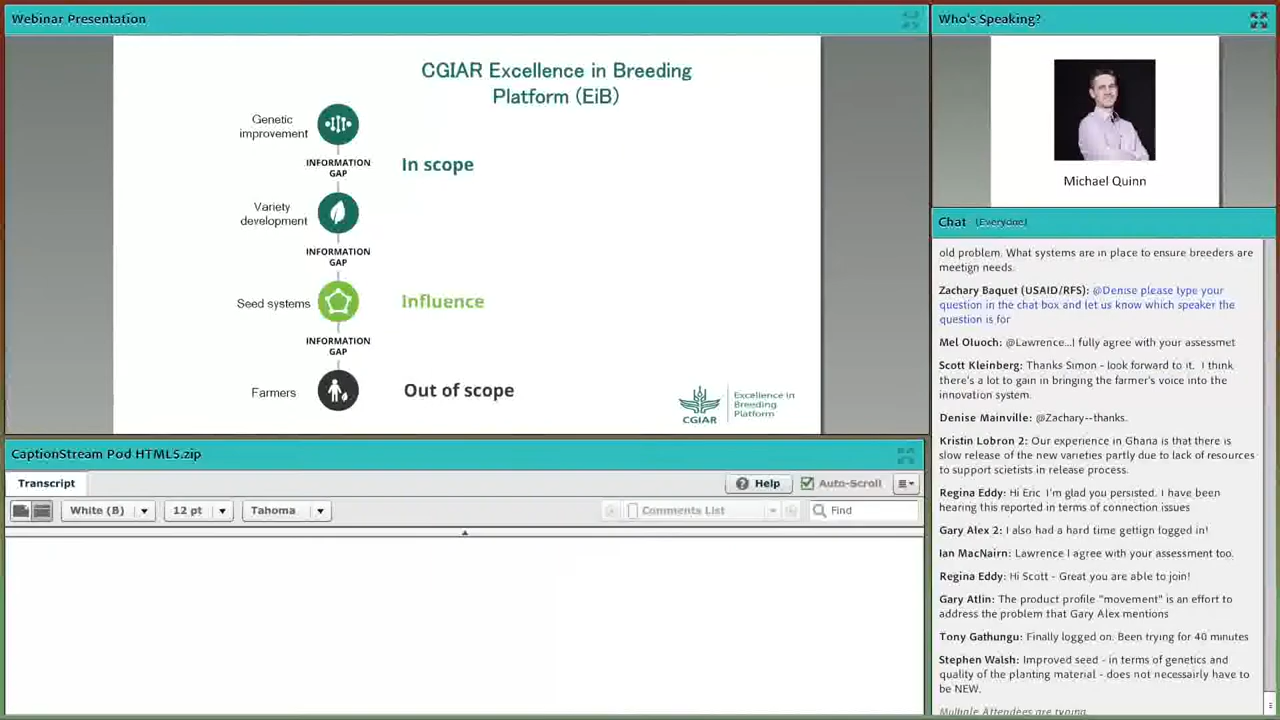 Webinar Presentation
CGIAR Excellence in Breeding
Platform (EiB)
Genetic
improvement
INFORMATION
GAP
In scope
Variety
development
INFORMATION
GAP
Seed systems
Influence
INFORMATION
GAP
Farmers
Out of scope
CGIAR
Excellence in
Breeding
Platform
CaptionStream Pod HTML5.zip
Transcript
Help
Auto-Scroll
White (B)
12 pt
Tahoma
Comments List
Find
Who's Speaking?
Michael Quinn
Chat (Everyone)
old problem. What systems are in place to ensure breeders are
meetign needs.
Zachary Baquet (USAID/RFS): @Denise please type your
question in the chat box and let us know which speaker the
question is for
Mel Oluoch: @Lawrence...I fully agree with your assessmet
Scott Kleinberg: Thanks Simon - look forward to it. I think
there's a lot to gain in bringing the farmer's voice into the
innovation system.
Denise Mainville: @Zachary--thanks.
Kristin Lobron 2: Our experience in Ghana is that there is
slow release of the new varieties partly due to lack of resources
to support scietists in release process.
Regina Eddy: Hi Eric I'm glad you persisted. I have been
hearing this reported in terms of connection issues
Gary Alex 2: I also had a hard time gettign logged in!
Ian MacNairn: Lawrence I agree with your assessment too.
Regina Eddy: Hi Scott - Great you are able to join!
Gary Atlin: The product profile "movement" is an effort to
address the problem that Gary Alex mentions
Tony Gathungu: Finally logged on. Been trying for 40 minutes
Stephen Walsh: Improved seed - in terms of genetics and
quality of the planting material - does not necessairly have to
be NEW.
Multiple Attendees are typing